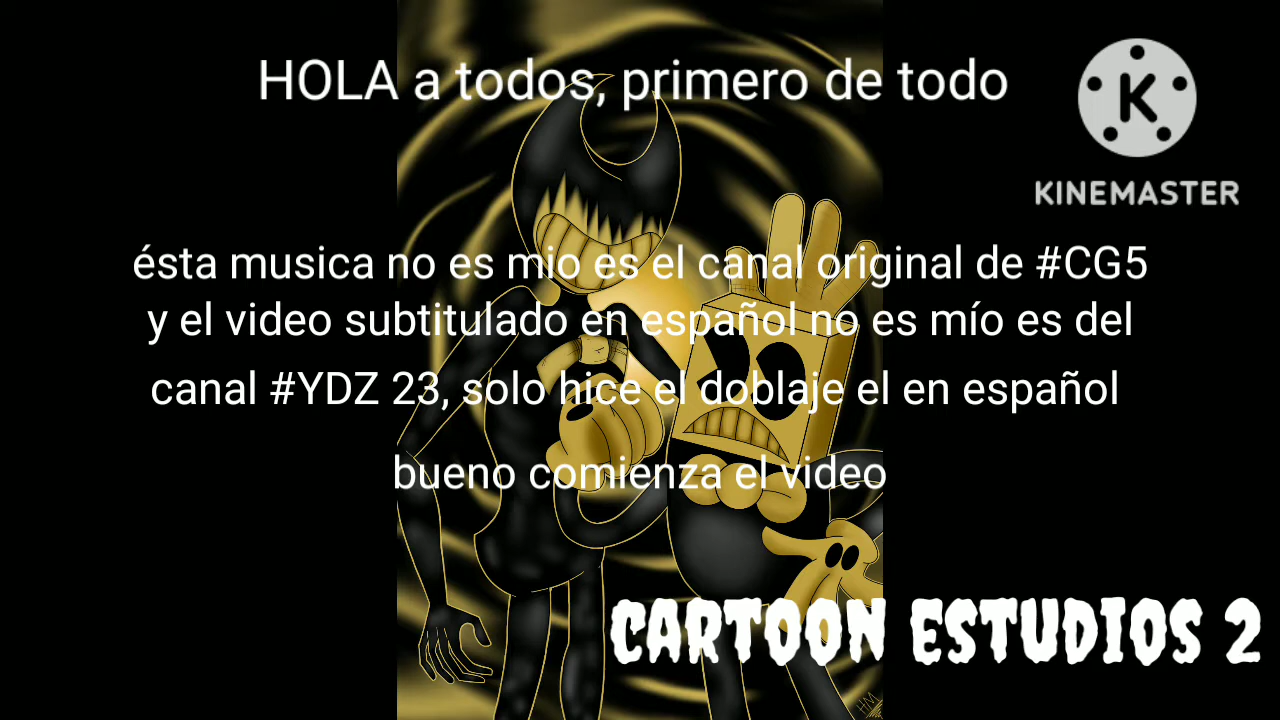 HOLA a todos, primero de todo
KINEMASTER
ésta musica no es mio es el canal original de #CG5
y el video subtitulado en español no es mío es del
canal #YDZ 23, solo hice el doblaje el en español
bueno comienza el video
CARTOON ESTUDIOS 2
HM